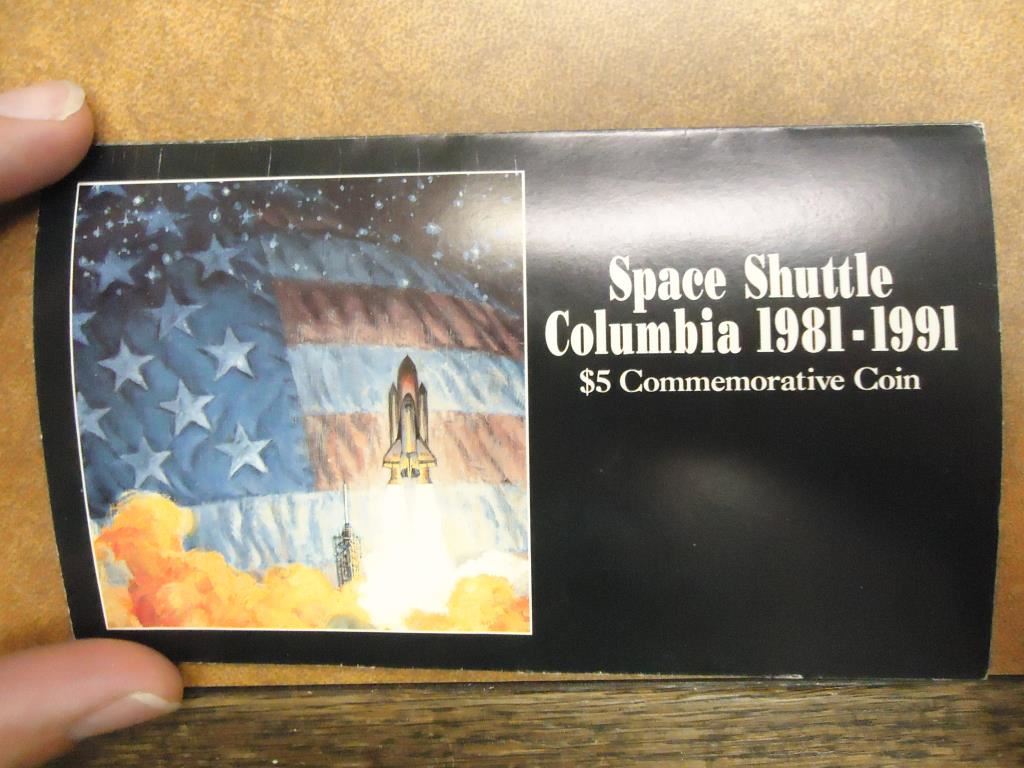 Space Shuttle
Columbia 1981-1991
$5 Commemorative Coin